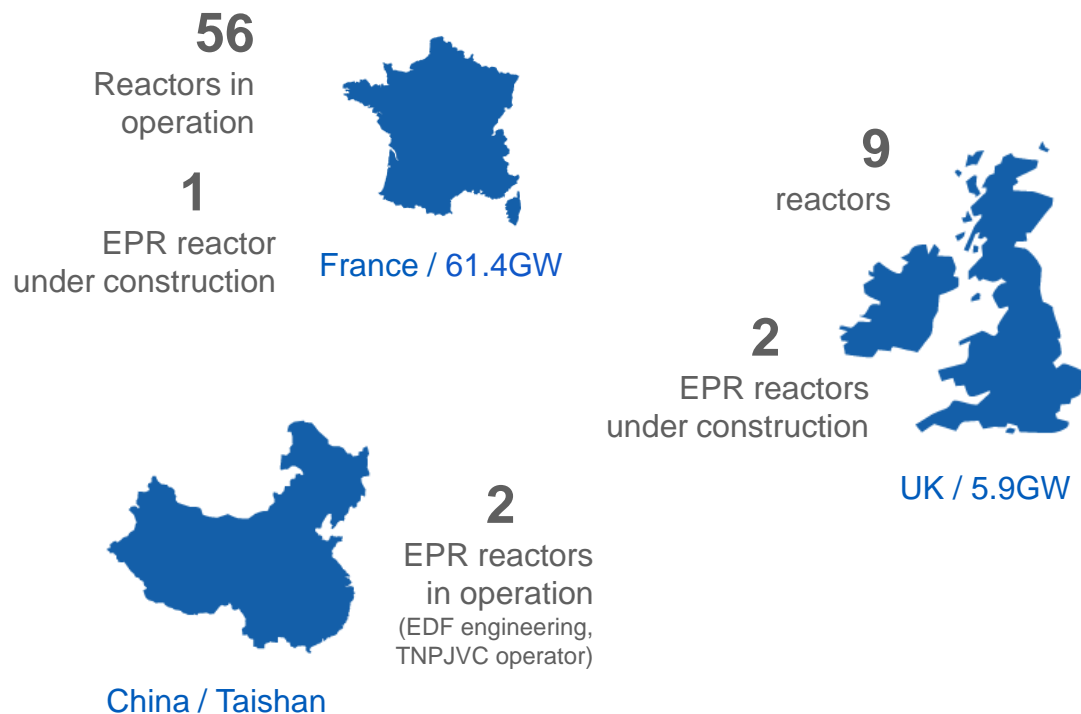 56
Reactors in
operation
1
EPR reactor
under construction
France / 61.4GW
9
reactors
2
EPR reactors
under construction
UK / 5.9GW
2
EPR reactors
in operation
(EDF engineering,
TNPJVC operator)
China / Taishan